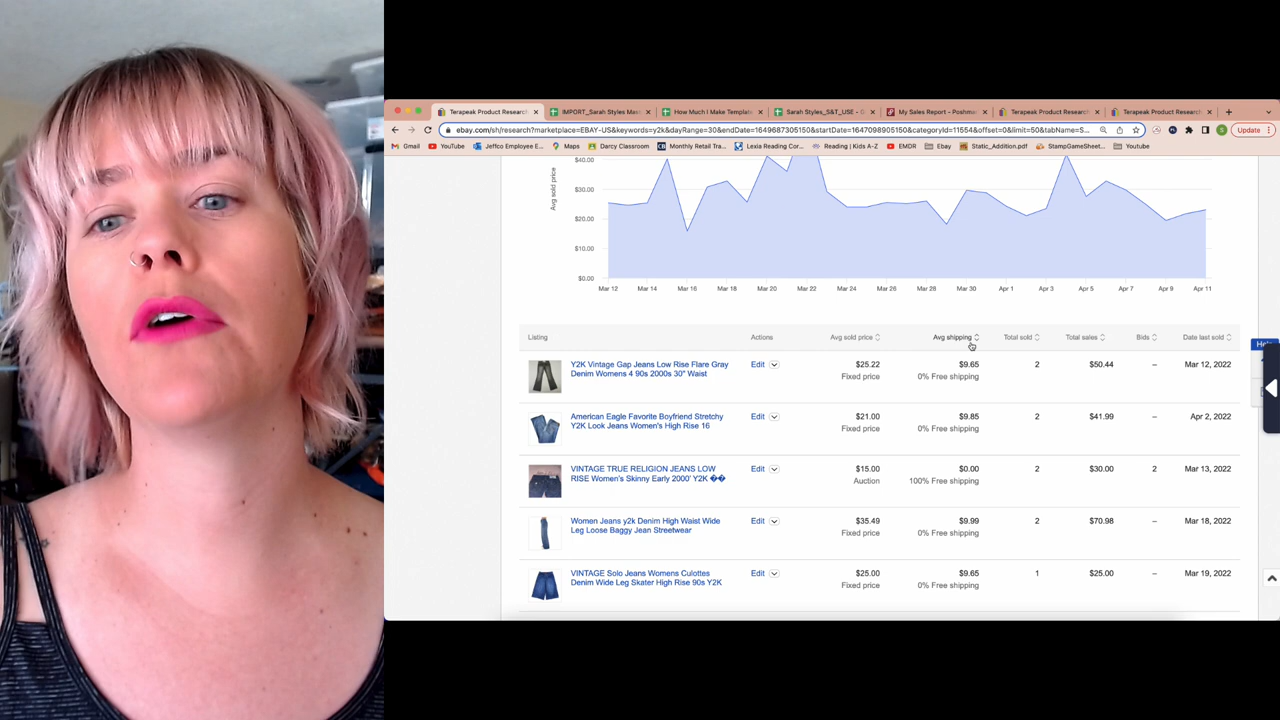 Terapeak Product Researc
IMPORT_Sarah Styles Mas
How Much I Make Template
Sarah Styles_S&T_USE - G
My Sales Report – Poshm
Terapeak Product Research
Terapeak Product Research
ebay.com/sh/research?marketplace=EBAY-US&keywords=y2k&dayRange=30&endDate=1649687305150&startDate=1647098905150&categoryId=11554&offset=0&limit=50&tabName=S...
Update
Gmail
YouTube
Jeffco Employee E...
Maps
Darcy Classroom
Monthly Retail Tra...
Lexia Reading Cor...
Reading | Kids A-Z
EMDR
Ebay
Static_Addition.pdf
StampGameSheet...
Youtube
Avg sold price
$40.00
$30.00
$20.00
$10.00
$0.00
Mar 12 Mar 14 Mar 16 Mar 18 Mar 20 Mar 22 Mar 24 Mar 26 Mar 28 Mar 30 Apr 1 Apr 3 Apr 5 Apr 7 Apr 9 Apr 11
Listing Actions Avg sold price Avg shipping Total sold Total sales Bids Date last sold
Y2K Vintage Gap Jeans Low Rise Flare Gray Edit $25.22 $9.65 2 $50.44 – Mar 12, 2022
Denim Womens 4 90s 2000s 30" Waist Fixed price 0% Free shipping
American Eagle Favorite Boyfriend Stretchy Edit $21.00 $9.85 2 $41.99 – Apr 2, 2022
Y2K Look Jeans Women's High Rise 16 Fixed price 0% Free shipping
VINTAGE TRUE RELIGION JEANS LOW Edit $15.00 $0.00 2 $30.00 2 Mar 13, 2022
RISE Women's Skinny Early 2000' Y2K �� Auction 100% Free shipping
Women Jeans y2k Denim High Waist Wide Edit $35.49 $9.99 2 $70.98 – Mar 18, 2022
Leg Loose Baggy Jean Streetwear Fixed price 0% Free shipping
VINTAGE Solo Jeans Womens Culottes Edit $25.00 $9.65 1 $25.00 – Mar 19, 2022
Denim Wide Leg Skater High Rise 90s Y2K Fixed price 0% Free shipping